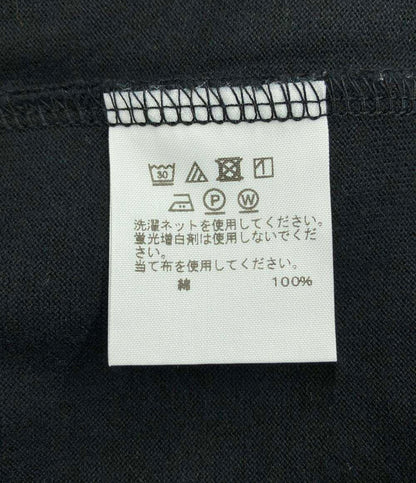 30
P W
洗濯ネットを使用してください。
蛍光増白剤は使用しないでくだ
さい。
当て布を使用してください。
綿 100%